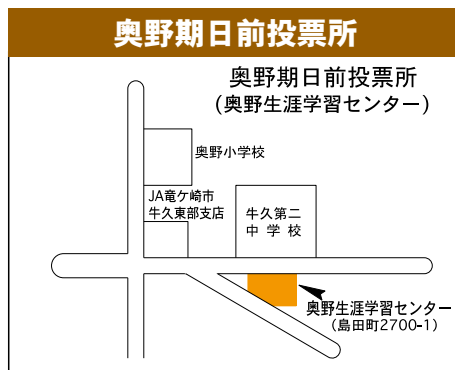 奥野期日前投票所
奥野期日前投票所
(奥野生涯学習センター)
奥野小学校
JA竜ケ崎市
牛久東部支店
牛久第二
中学校
奥野生涯学習センター
(島田町2700-1)